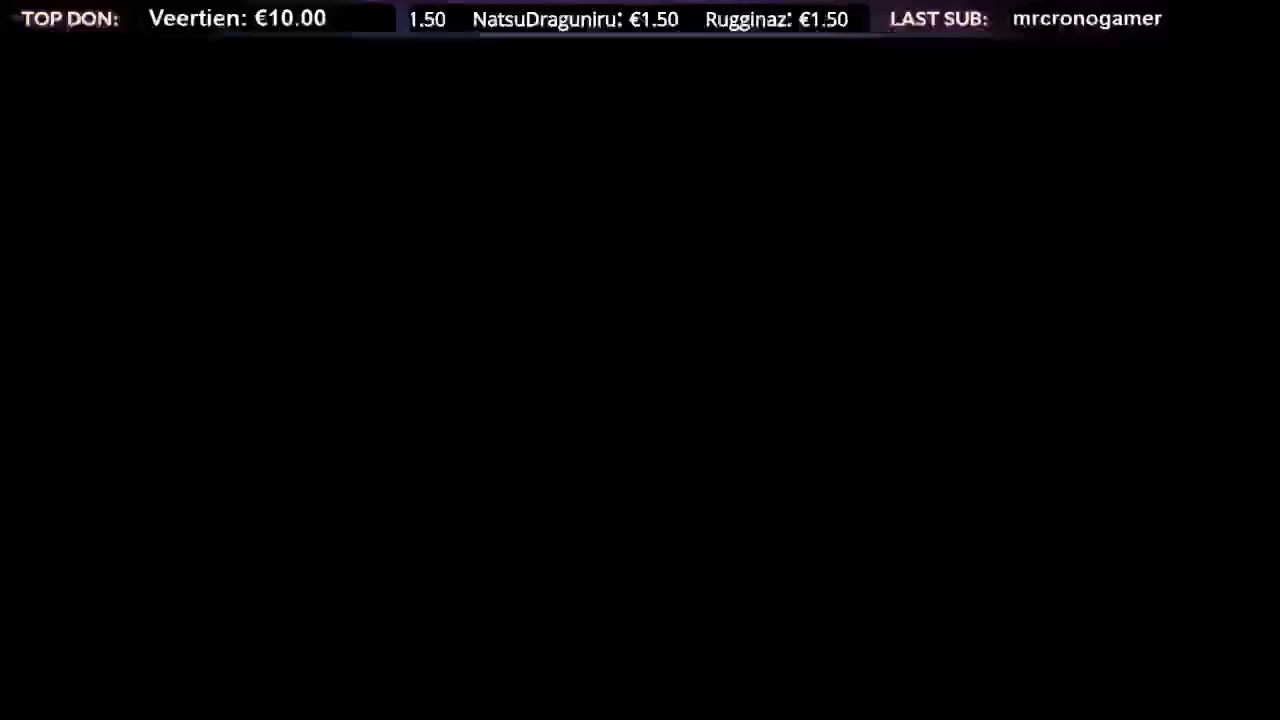 TOP DON: Veertien: €10.00 1.50 NatsuDraguniru: €1.50 Rugginaz: €1.50 LAST SUB: mrcronogamer